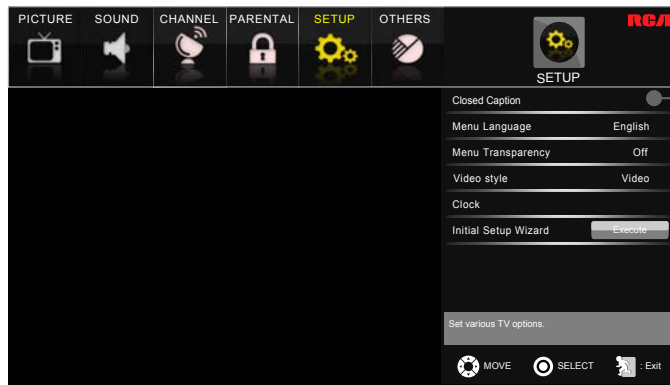 PICTURE SOUND CHANNEL PARENTAL SETUP OTHERS
RCA
SETUP
Closed Caption
Menu Language English
Menu Transparency Off
Video style Video
Clock
Initial Setup Wizard Execute
Set various TV options.
MOVE SELECT : Exit